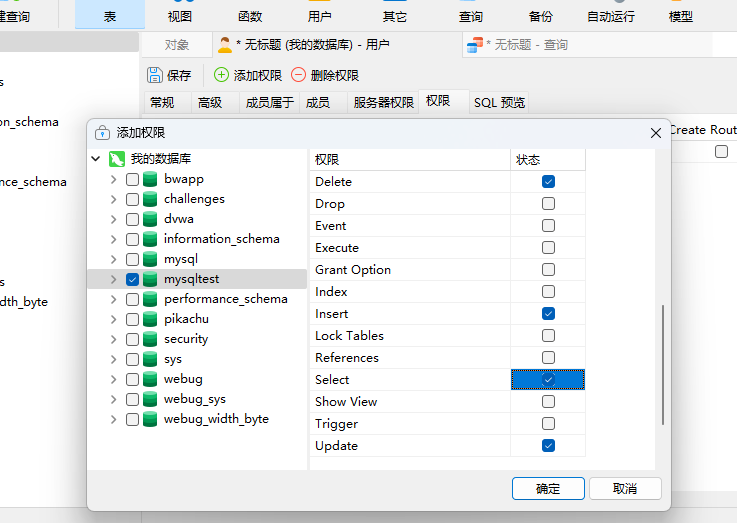 建查询
表
视图
函数
用户
其它
查询
备份
自动运行
模型
对象
* 无标题 (我的数据库) - 用户
* 无标题 - 查询
保存
添加权限
删除权限
常规
高级
成员属于
成员
服务器权限
权限
SQL 预览
s
on_schema
ance_schema
s
dth_byte
Create Rout
添加权限
我的数据库
bwapp
challenges
dvwa
information_schema
mysql
mysqltest
performance_schema
pikachu
security
sys
webug
webug_sys
webug_width_byte
权限 状态
Delete
Drop
Event
Execute
Grant Option
Index
Insert
Lock Tables
References
Select
Show View
Trigger
Update
确定
取消